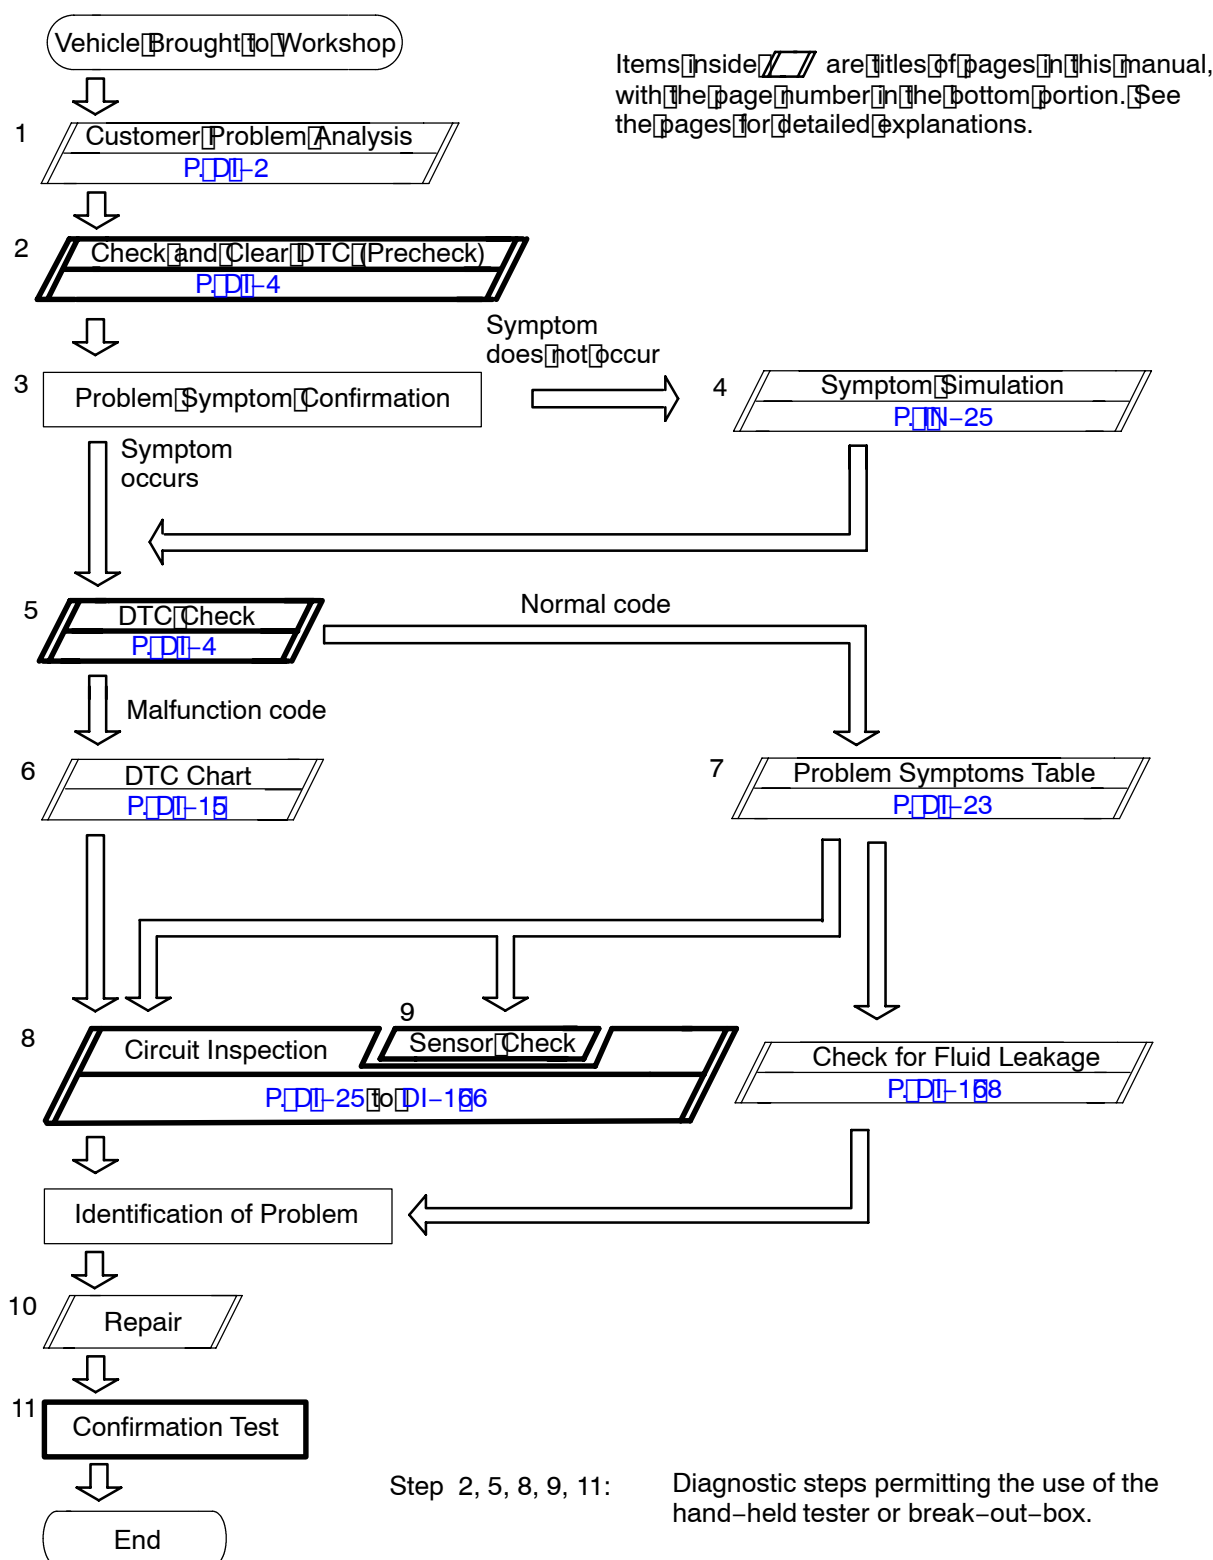 Vehicle Brought to Workshop
Items inside are titles of pages in this manual,
with the page number in the bottom portion. See
the pages for detailed explanations.
1
Customer Problem Analysis
P. DI-2
2
Check and Clear DTC (Precheck)
P. DI-4
Symptom
does not occur
3
Problem Symptom Confirmation
4
Symptom Simulation
P. IN-25
Symptom
occurs
5
DTC Check
P. DI-4
Normal code
Malfunction code
6
DTC Chart
P. DI-15
7
Problem Symptoms Table
P. DI-23
8
Circuit Inspection
9
Sensor Check
P. DI-25 to DI-166
Check for Fluid Leakage
P. DI-168
Identification of Problem
10
Repair
11
Confirmation Test
Step 2, 5, 8, 9, 11:
Diagnostic steps permitting the use of the
hand-held tester or break-out-box.
End